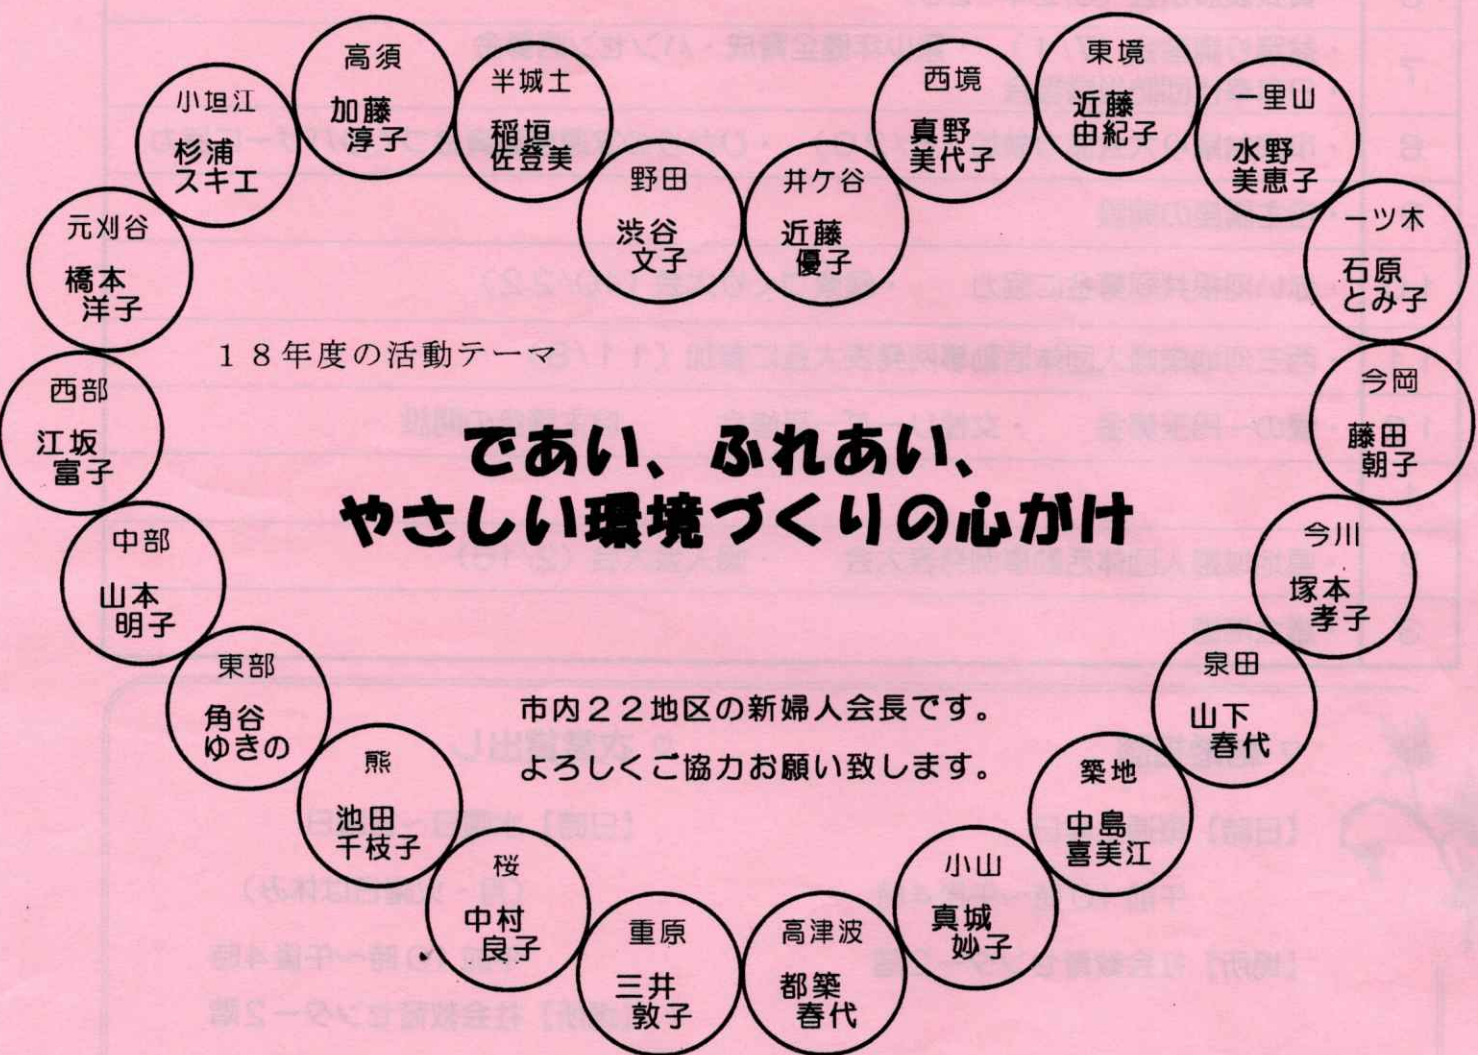 高須
加藤
淳子
半城土
稲垣
佐登美
野田
渋谷
文子
井ケ谷
近藤
優子
西境
真野
美代子
東境
近藤
由紀子
里山
水野
美恵子
一ツ木
石原
とみ子
今岡
藤田
朝子
今川
塚本
孝子
泉田
山下
春代
築地
中島
喜美江
小山
真城
妙子
高津波
都築
春代
重原
三井
敦子
桜
中村
良子
熊
池田
千枝子
東部
角谷
ゆきの
中部
山本
明子
西部
江坂
富子
元刈谷
橋本
洋子
小垣江
杉浦
スキエ
18年度の活動テーマ
であい、ふれあい、
やさしい環境づくりの心がけ
市内22地区の新婦人会長です。
よろしくご協力お願い致します。